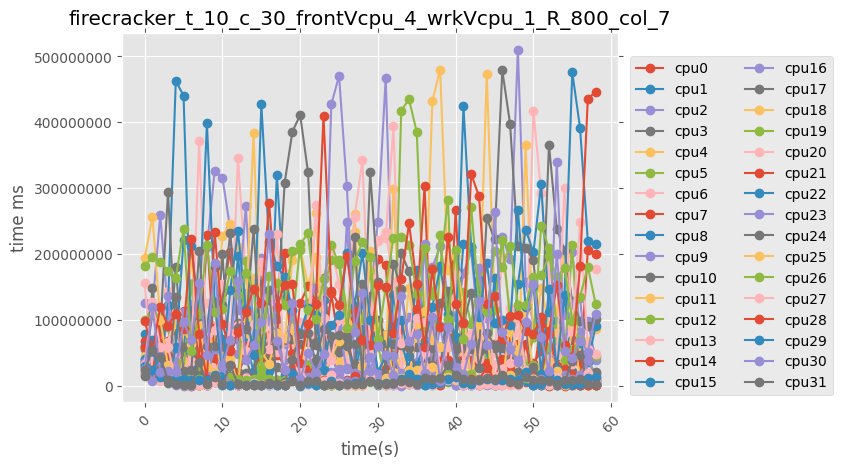 firecracker_t_10_c_30_frontVcpu_4_wrkVcpu_1_R_800_col_7
500000000
400000000
300000000
200000000
100000000
0
time ms
0
10
20
30
40
50
60
time(s)
cpu0
cpu1
cpu2
cpu3
cpu4
cpu5
cpu6
cpu7
cpu8
cpu9
cpu10
cpu11
cpu12
cpu13
cpu14
cpu15
cpu16
cpu17
cpu18
cpu19
cpu20
cpu21
cpu22
cpu23
cpu24
cpu25
cpu26
cpu27
cpu28
cpu29
cpu30
cpu31